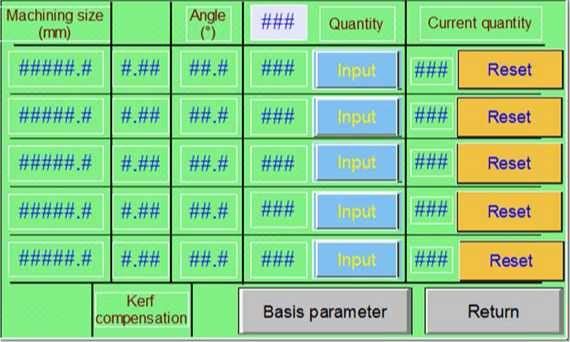 Machining size
(mm)
Angle
(°)
###
Quantity
Current quantity
#####.# #.## ##.# ### Input ### Reset
#####.# #.## ##.# ### Input ### Reset
#####.# #.## ##.# ### Input ### Reset
#####.# #.## ##.# ### Input ### Reset
#####.# #.## ##.# ### Input ### Reset
Kerf
compensation
Basis parameter
Return